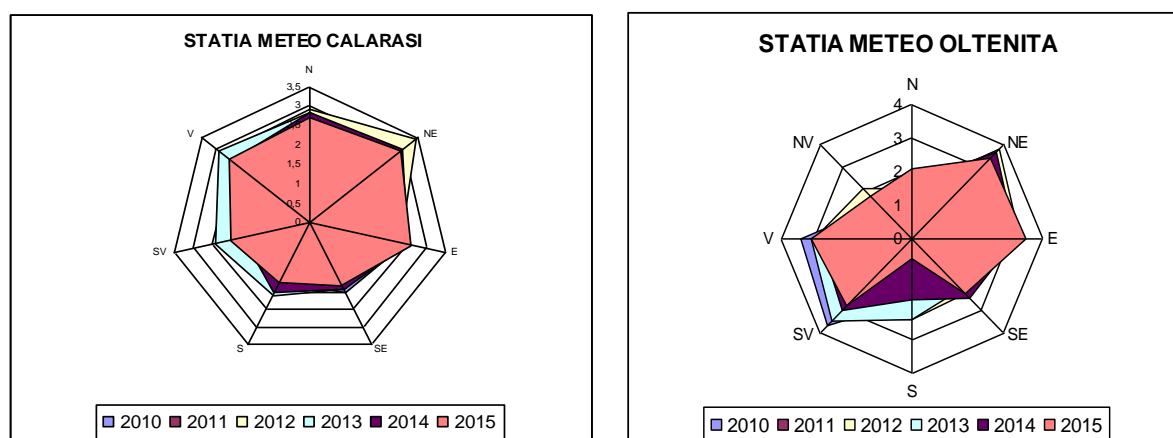 STATIA METEO CALARASI
N
3,5
3
2
1,5
1
0,5
0
V
NE
SV
E
S
SE
2010 2011 2012 2013 2014 2015
STATIA METEO OLTENITA
N
4
3
2
1
0
NV
NE
V
E
SV
SE
S
2010 2011 2012 2013 2014 2015